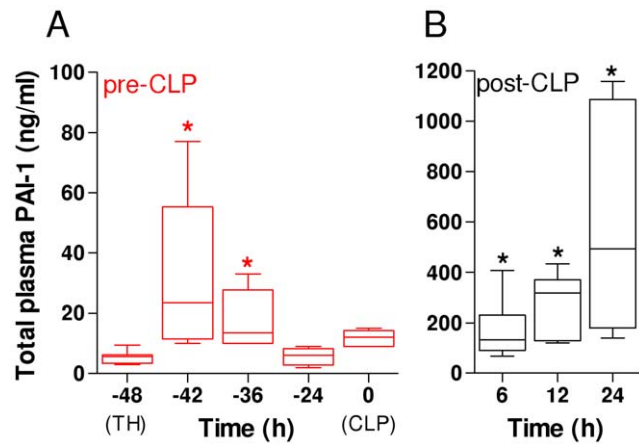 A
pre-CLP
Total plasma PAI-1 (ng/ml)
100
80
60
40
20
0
*
*
-48 -42 -36 -24 0
(TH) Time (h) (CLP)
B
post-CLP
1200
1000
800
600
400
200
0
*
*
*
6 12 24
Time (h)